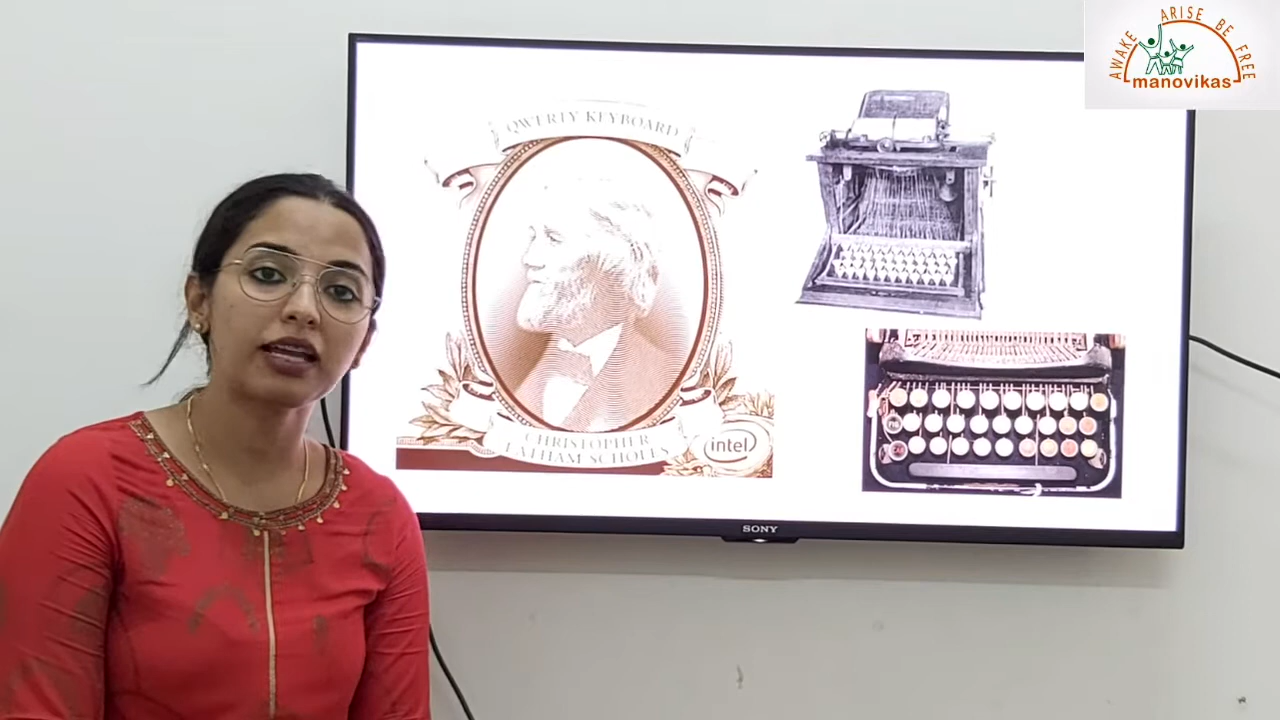 AWAKE ARISE BE FREE
manovikas
QWERTY KEYBOARD
CHRISTOPHER
LATHAM SCHOLES
intel
SONY